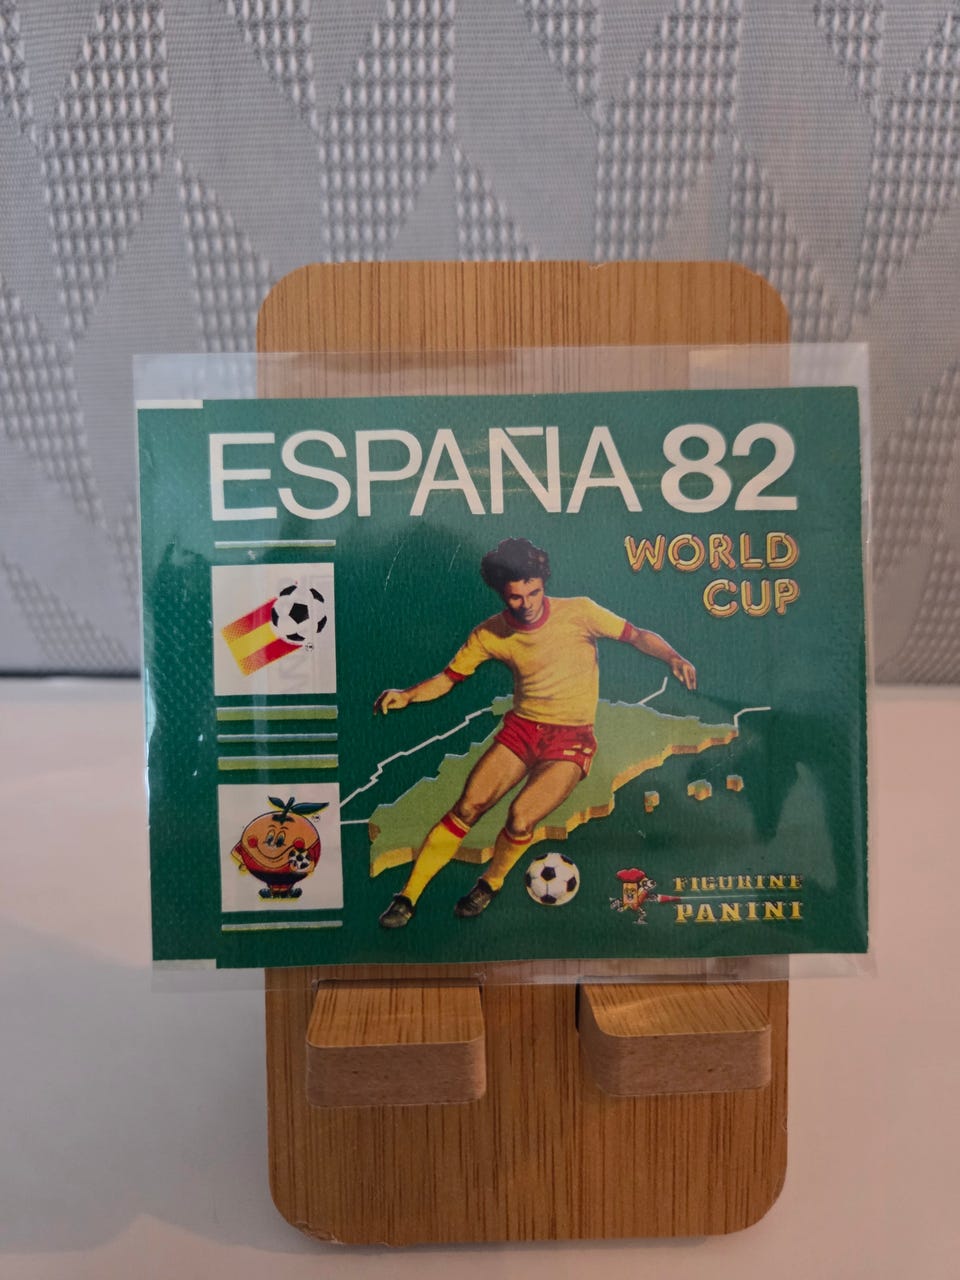 ESPAÑA 82
WORLD
CUP
FIGURINE
PANINI